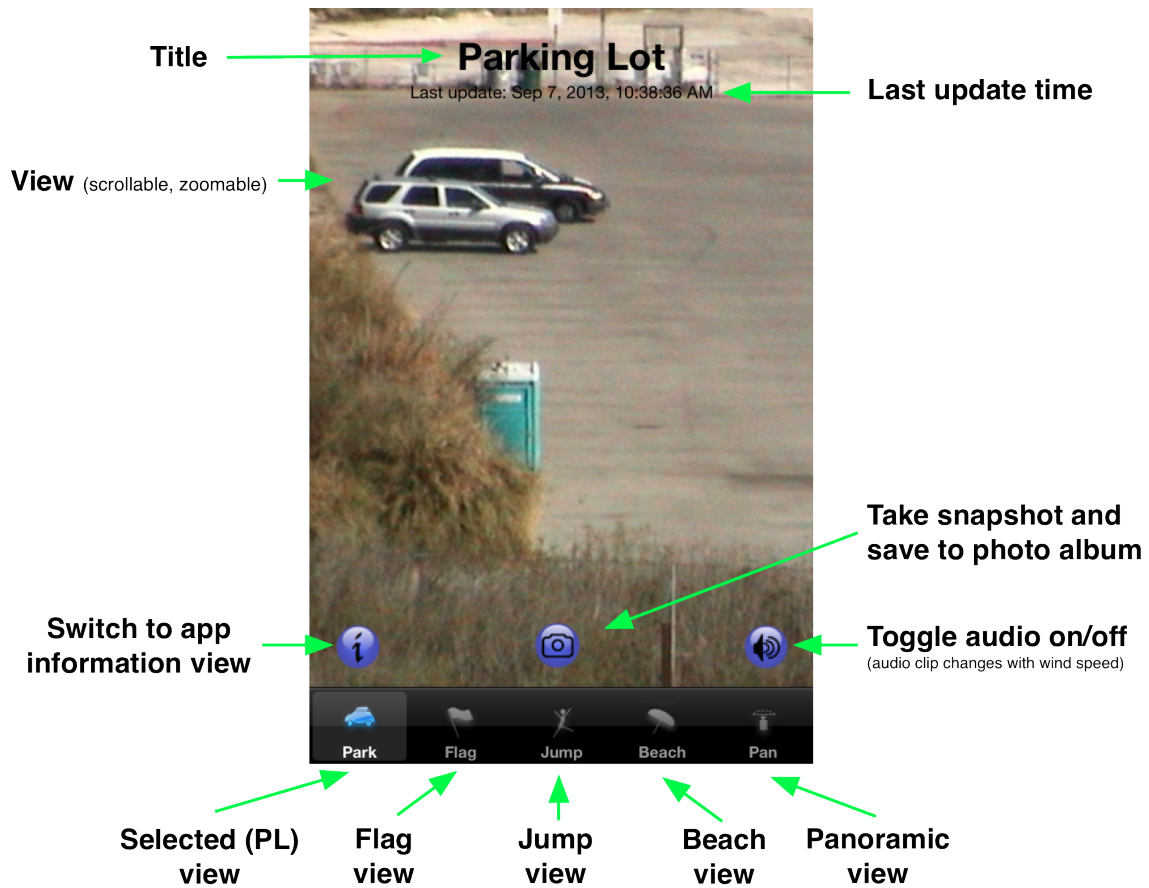 Title
Parking Lot
Last update: Sep 7, 2013, 10:38:36 AM
Last update time
View (scrollable, zoomable)
Take snapshot and
save to photo album
Switch to app
information view
i
Toggle audio on/off
(audio clip changes with wind speed)
Park
Flag
Jump
Beach
Pan
Selected (PL)
view
Flag
view
Jump
view
Beach
view
Panoramic
view